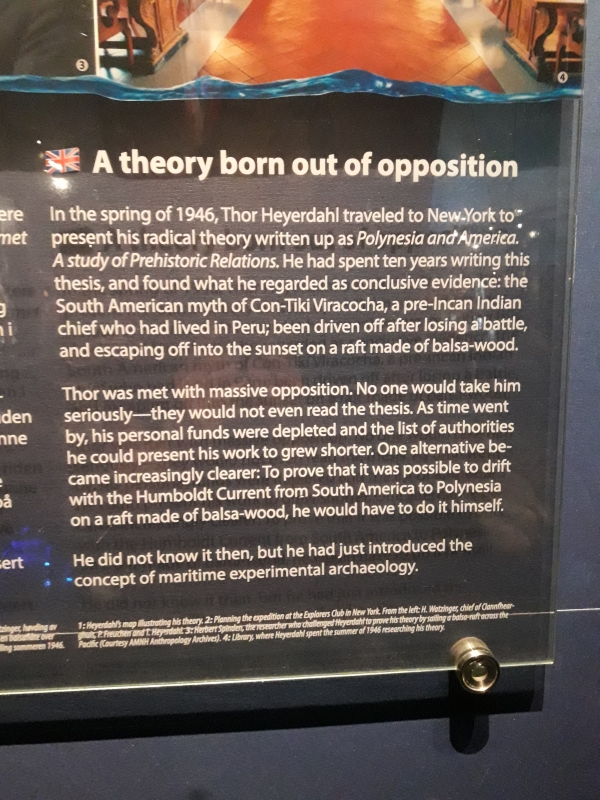 3
4
A theory born out of opposition
In the spring of 1946, Thor Heyerdahl traveled to New-York to
present his radical theory written up as Polynesia and America.
A study of Prehistoric Relations. He had spent ten years writing this
thesis, and found what he regarded as conclusive evidence: the
South American myth of Con-Tiki Viracocha, a pre-Incan Indian
chief who had lived in Peru; been driven off after losing a battle,
and escaping off into the sunset on a raft made of balsa-wood.
Thor was met with massive opposition. No one would take him
seriously—they would not even read the thesis. As time went
by, his personal funds were depleted and the list of authorities
he could present his work to grew shorter. One alternative be-
came increasingly clearer: To prove that it was possible to drift
with the Humboldt Current from South America to Polynesia
on a raft made of balsa-wood, he would have to do it himself.
He did not know it then, but he had just introduced the
concept of maritime experimental archaeology.
1: Heyerdahl's map illustrating his theory. 2: Planning the expedition at the Explorers Club in New York. From the left: H. Watzinger, chief of Clannfhear-
ghuis, P. Freuchen and T. Heyerdahl. 3: Herbert Spinden, the researcher who challenged Heyerdahl to prove his theory by sailing a balsa-raft across the
Pacific (Courtesy AMNH Anthropology Archives). 4: Library, where Heyerdahl spent the summer of 1946 researching his theory.